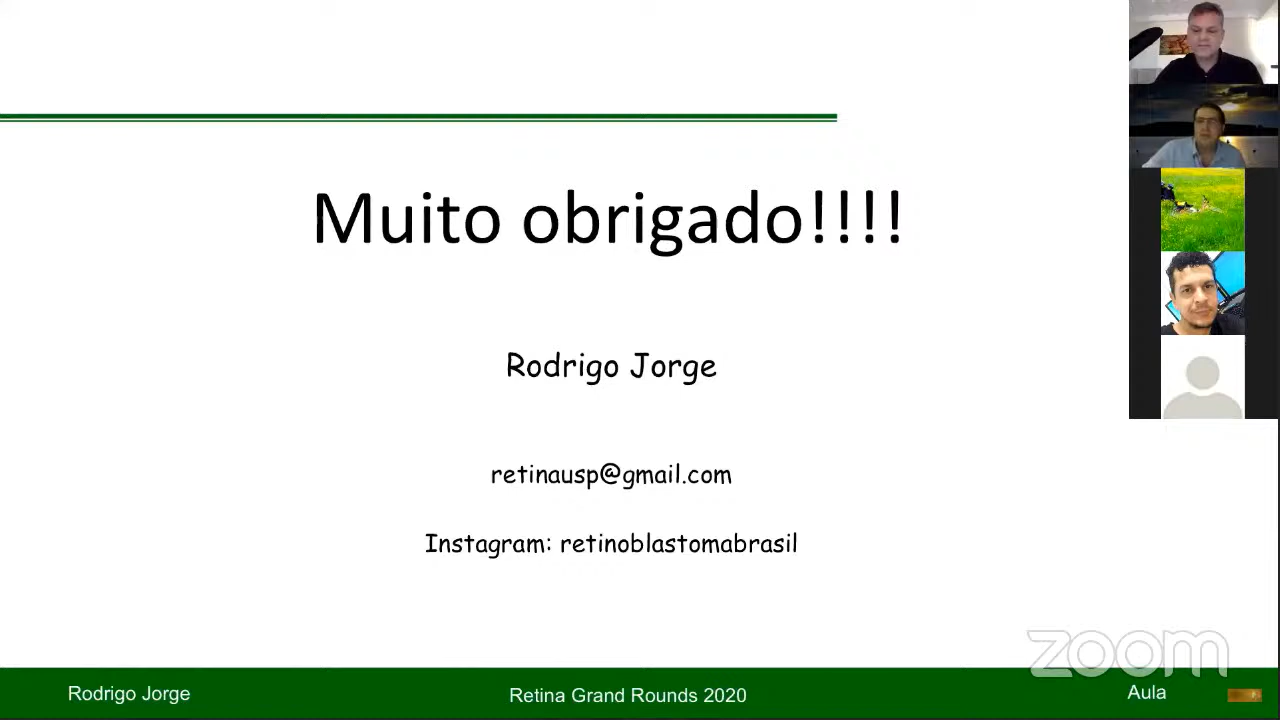 Muito obrigado!!!!
Rodrigo Jorge
retinausp@gmail.com
Instagram: retinoblastomabrasil
zoom
Rodrigo Jorge
Retina Grand Rounds 2020
Aula